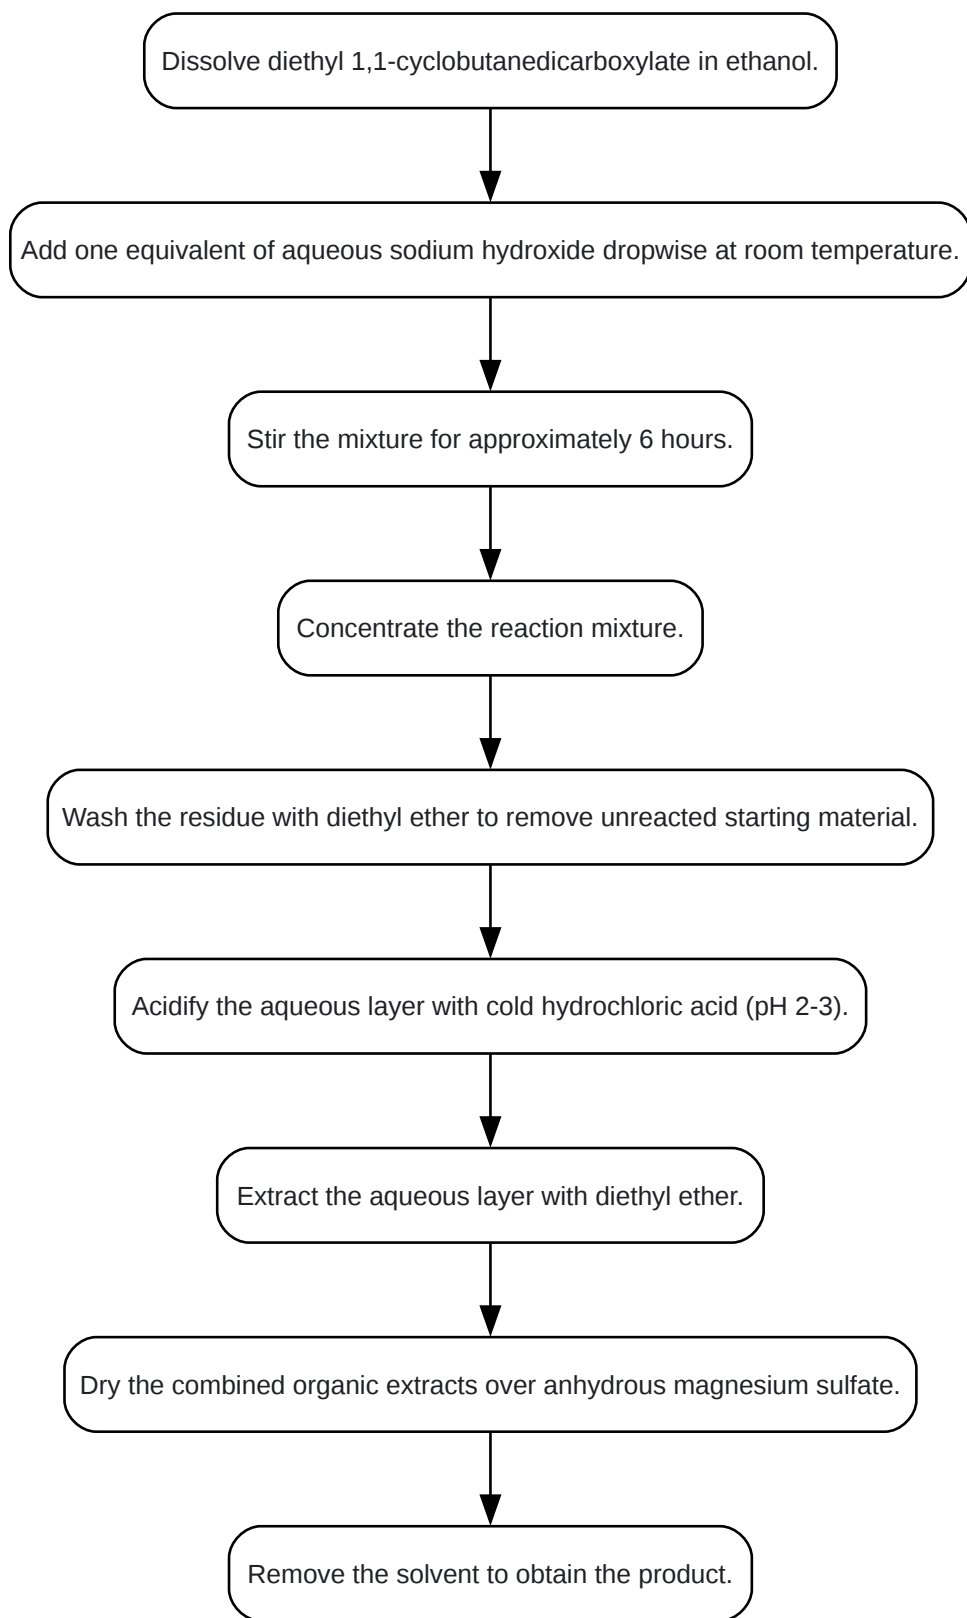 Dissolve diethyl 1,1-cyclobutanedicarboxylate in ethanol.
Add one equivalent of aqueous sodium hydroxide dropwise at room temperature.
Stir the mixture for approximately 6 hours.
Concentrate the reaction mixture.
Wash the residue with diethyl ether to remove unreacted starting material.
Acidify the aqueous layer with cold hydrochloric acid (pH 2-3).
Extract the aqueous layer with diethyl ether.
Dry the combined organic extracts over anhydrous magnesium sulfate.
Remove the solvent to obtain the product.